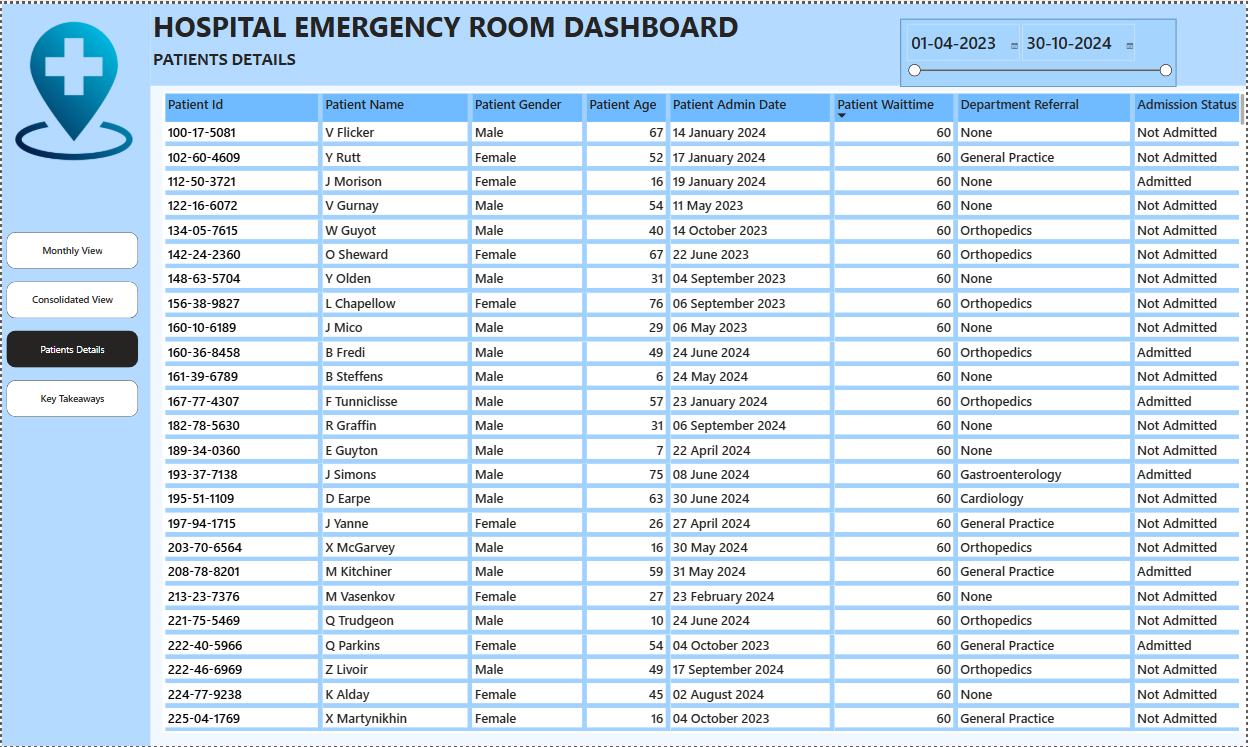 HOSPITAL EMERGENCY ROOM DASHBOARD
PATIENTS DETAILS
01-04-2023 30-10-2024
Monthly View
Consolidated View
Patients Details
Key Takeaways
Patient Id Patient Name Patient Gender Patient Age Patient Admin Date Patient Waittime Department Referral Admission Status
100-17-5081 V Flicker Male 67 14 January 2024 60 None Not Admitted
102-60-4609 Y Rutt Female 52 17 January 2024 60 General Practice Not Admitted
112-50-3721 J Morison Female 16 19 January 2024 60 None Admitted
122-16-6072 V Gurnay Male 54 11 May 2023 60 None Not Admitted
134-05-7615 W Guyot Male 40 14 October 2023 60 Orthopedics Not Admitted
142-24-2360 O Sheward Female 67 22 June 2023 60 Orthopedics Not Admitted
148-63-5704 Y Olden Male 31 04 September 2023 60 None Not Admitted
156-38-9827 L Chapellow Female 76 06 September 2023 60 Orthopedics Not Admitted
160-10-6189 J Mico Male 29 06 May 2023 60 None Not Admitted
160-36-8458 B Fredi Male 49 24 June 2024 60 Orthopedics Admitted
161-39-6789 B Steffens Male 6 24 May 2024 60 None Not Admitted
167-77-4307 F Tunniclisse Male 57 23 January 2024 60 Orthopedics Admitted
182-78-5630 R Graffin Male 31 06 September 2024 60 None Not Admitted
189-34-0360 E Guyton Male 7 22 April 2024 60 None Not Admitted
193-37-7138 J Simons Male 75 08 June 2024 60 Gastroenterology Admitted
195-51-1109 D Earpe Male 63 30 June 2024 60 Cardiology Not Admitted
197-94-1715 J Yanne Female 26 27 April 2024 60 General Practice Not Admitted
203-70-6564 X McGarvey Male 16 30 May 2024 60 Orthopedics Not Admitted
208-78-8201 M Kitchiner Male 59 31 May 2024 60 General Practice Admitted
213-23-7376 M Vasenkov Female 27 23 February 2024 60 None Not Admitted
221-75-5469 Q Trudgeon Male 10 24 June 2024 60 Orthopedics Not Admitted
222-40-5966 Q Parkins Female 54 04 October 2023 60 General Practice Admitted
222-46-6969 Z Livoir Male 49 17 September 2024 60 Orthopedics Not Admitted
224-77-9238 K Alday Female 45 02 August 2024 60 None Not Admitted
225-04-1769 X Martynikhin Female 16 04 October 2023 60 General Practice Not Admitted